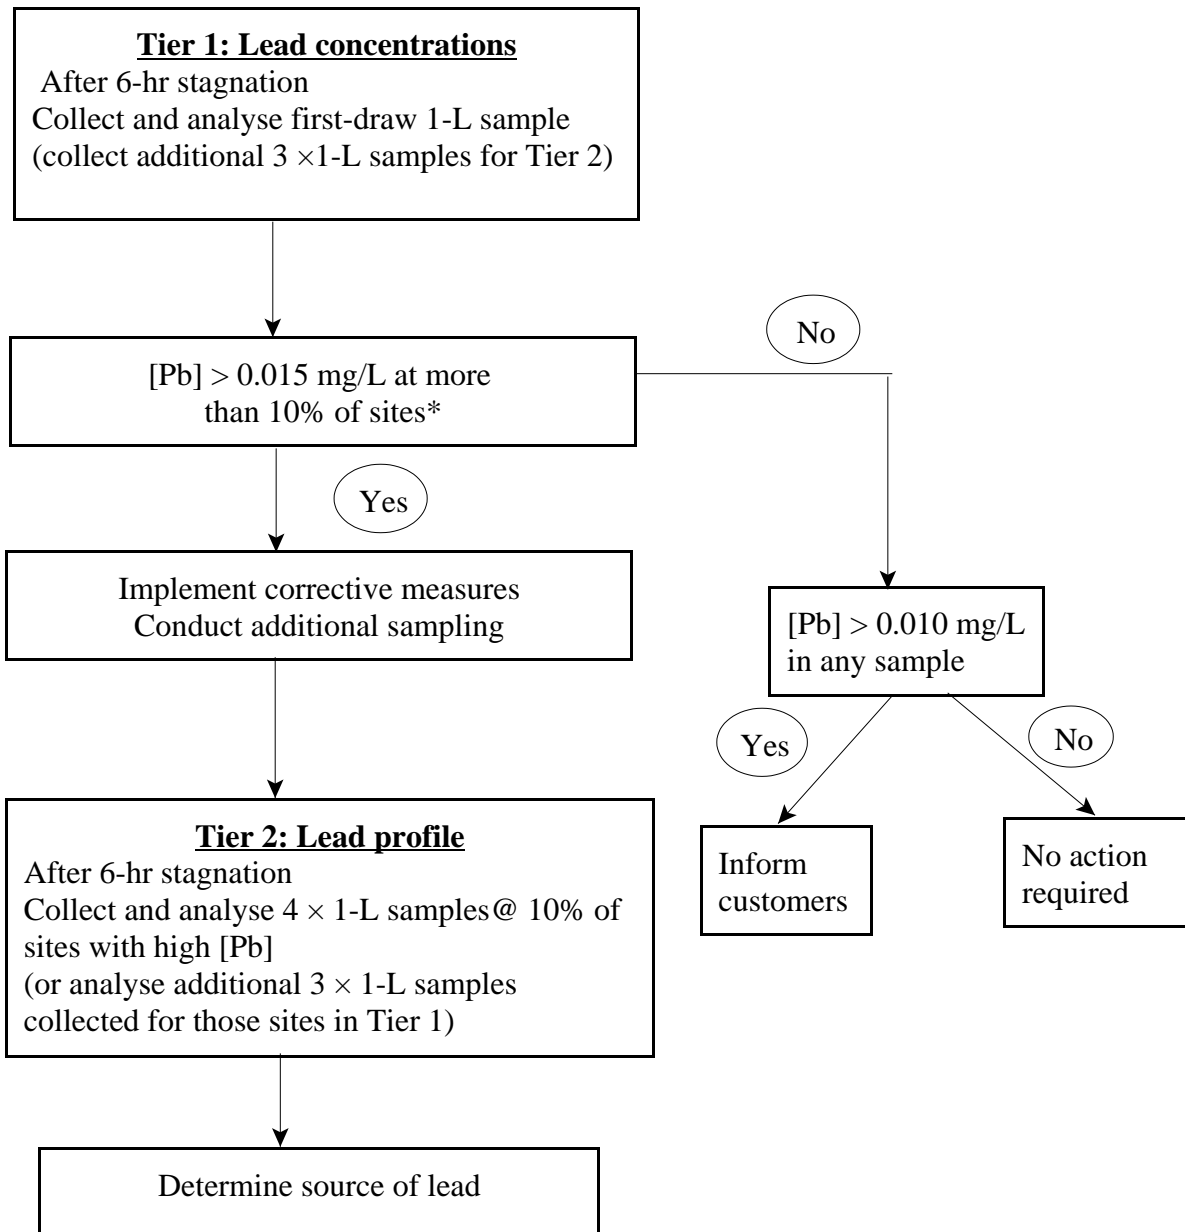 Tier 1: Lead concentrations
After 6-hr stagnation
Collect and analyse first-draw 1-L sample
(collect additional 3 ×1-L samples for Tier 2)
[Pb] > 0.015 mg/L at more
than 10% of sites*
No
Yes
Implement corrective measures
Conduct additional sampling
[Pb] > 0.010 mg/L
in any sample
Yes
No
Inform
customers
No action
required
Tier 2: Lead profile
After 6-hr stagnation
Collect and analyse 4 × 1-L samples@ 10% of
sites with high [Pb]
(or analyse additional 3 × 1-L samples
collected for those sites in Tier 1)
Determine source of lead